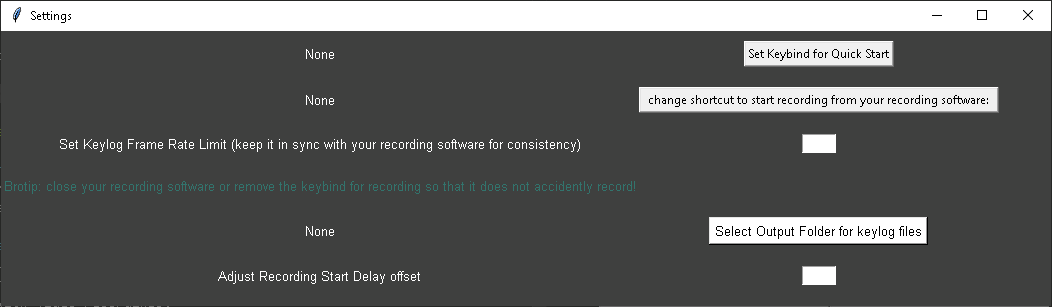 Settings
None
Set Keybind for Quick Start
None
change shortcut to start recording from your recording software:
Set Keylog Frame Rate Limit (keep it in sync with your recording software for consistency)
Brotip: close your recording software or remove the keybind for recording so that it does not accidently record!
None
Select Output Folder for keylog files
Adjust Recording Start Delay offset